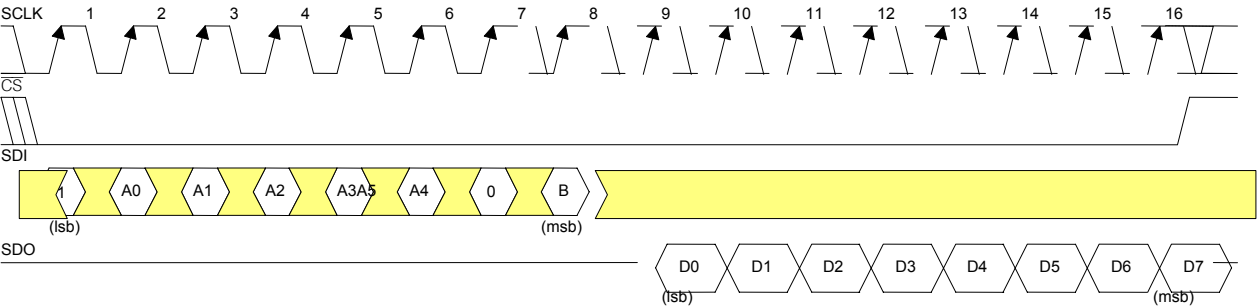 SCLK 1 2 3 4 5 6 7 8 9 10 11 12 13 14 15 16
CS
SDI
1 A0 A1 A2 A3A5 A4 0 B
(lsb) (msb)
SDO
D0 D1 D2 D3 D4 D5 D6 D7
(lsb) (msb)